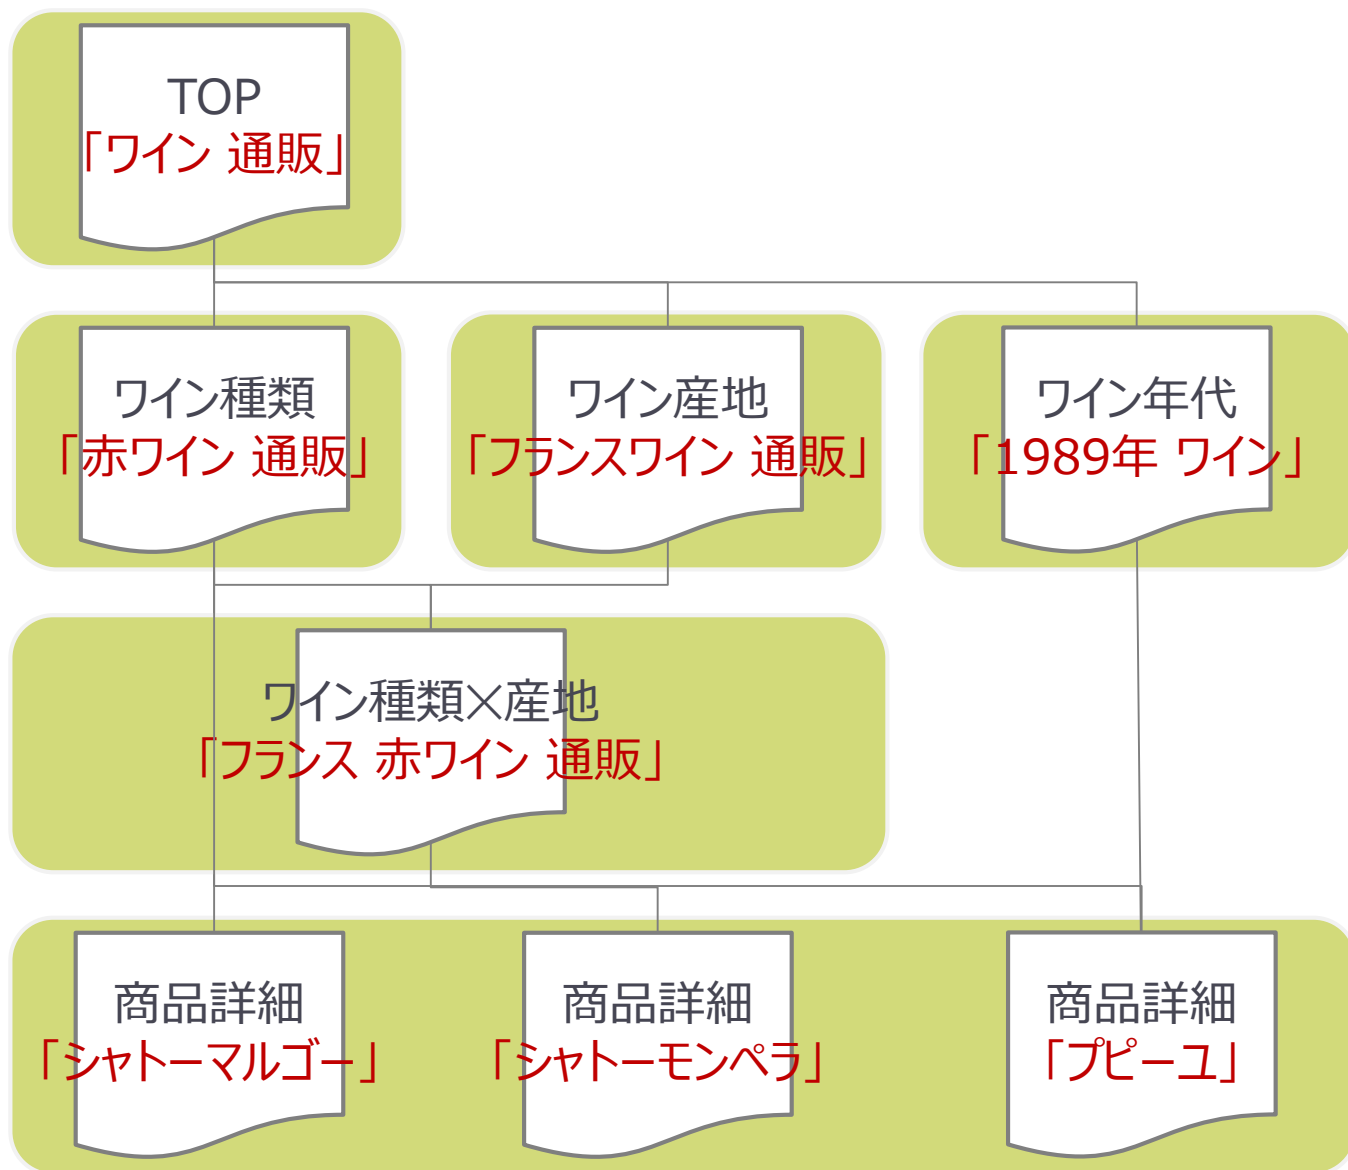 TOP
「ワイン 通販」
ワイン種類
「赤ワイン 通販」
ワイン産地
「フランスワイン 通販」
ワイン年代
「1989年 ワイン」
ワイン種類×産地
「フランス 赤ワイン 通販」
商品詳細
「シャトーマルゴー」
商品詳細
「シャトーモンペラ」
商品詳細
「プピーユ」